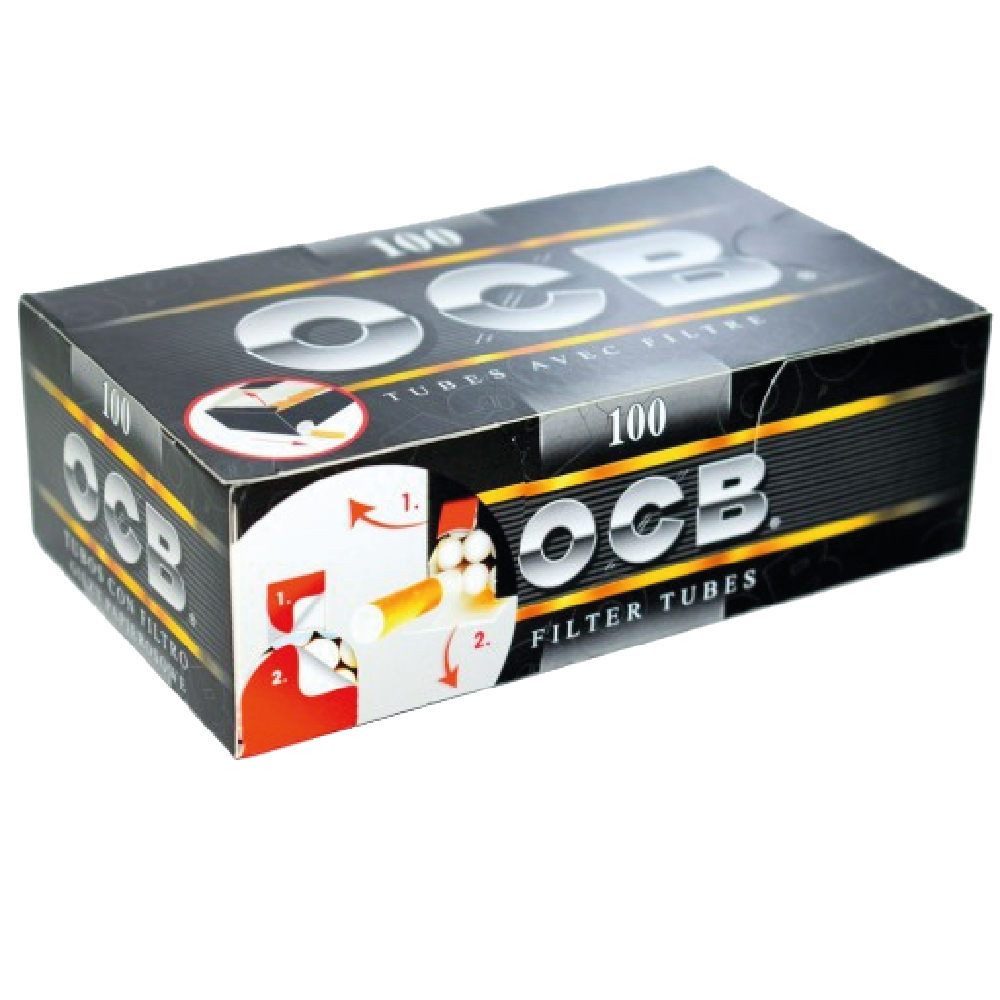 100
OCB®
TUBES AVEC FILTRE
100
OCB®
TUBOS CON FILTRO
100
OCB®
FILTER TUBES
1.
1.
2.
2.